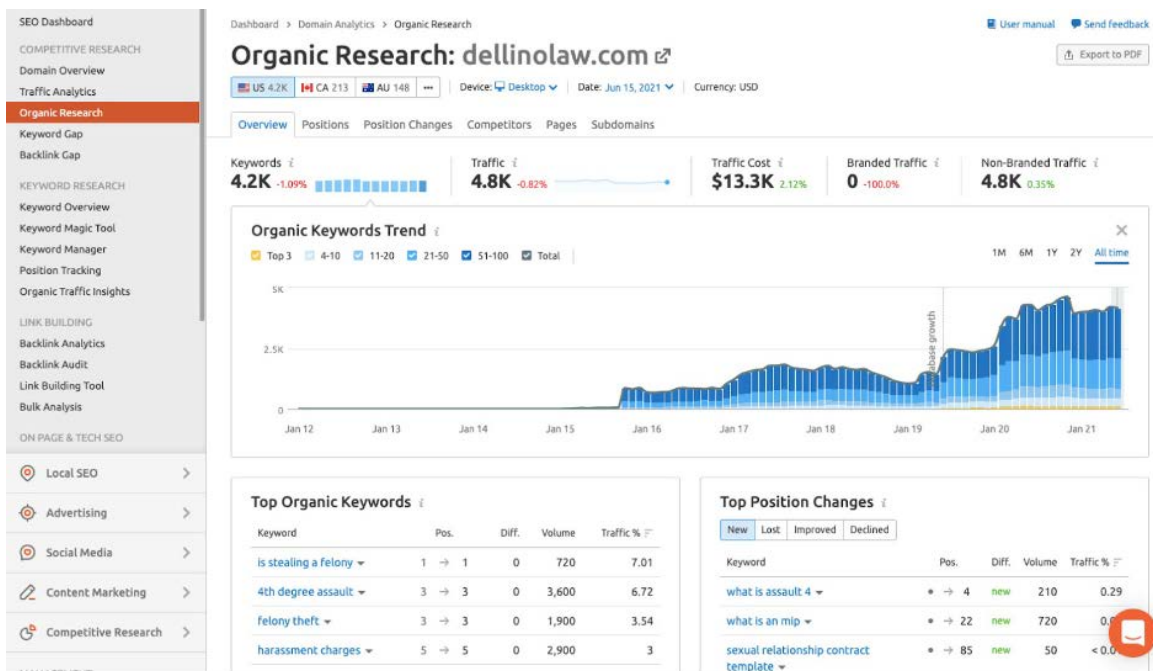 SEO Dashboard
COMPETITIVE RESEARCH
Domain Overview
Traffic Analytics
Organic Research
Keyword Gap
Backlink Gap
KEYWORD RESEARCH
Keyword Overview
Keyword Magic Tool
Keyword Manager
Position Tracking
Organic Traffic Insights
LINK BUILDING
Backlink Analytics
Backlink Audit
Link Building Tool
Bulk Analysis
ON PAGE & TECH SEO
Local SEO
Advertising
Social Media
Content Marketing
Competitive Research
Dashboard > Domain Analytics > Organic Research
User manual Send feedback
Organic Research: dellinolaw.com
Export to PDF
US 4.2K CA 213 AU 148 ··· Device: Desktop Date: Jun 15, 2021 Currency: USD
Overview Positions Position Changes Competitors Pages Subdomains
Keywords i Traffic i Traffic Cost i Branded Traffic i Non-Branded Traffic i
4.2K -1.09% 4.8K -0.82% $13.3K 2.12% 0 -100.0% 4.8K 0.35%
Organic Keywords Trend i
Top 3 4-10 11-20 21-50 51-100 Total
1M 6M 1Y 2Y All time
5K
2.5K
0
Database growth
Jan 12 Jan 13 Jan 14 Jan 15 Jan 16 Jan 17 Jan 18 Jan 19 Jan 20 Jan 21
Top Organic Keywords i
Keyword Pos. Diff. Volume Traffic %
is stealing a felony 1 → 1 0 720 7.01
4th degree assault 3 → 3 0 3,600 6.72
felony theft 3 → 3 0 1,900 3.54
harassment charges 5 → 5 0 2,900 3
Top Position Changes i
New Lost Improved Declined
Keyword Pos. Diff. Volume Traffic %
what is assault 4 • → 4 new 210 0.29
what is an mip • → 22 new 720
sexual relationship contract • → 85 new 50
template